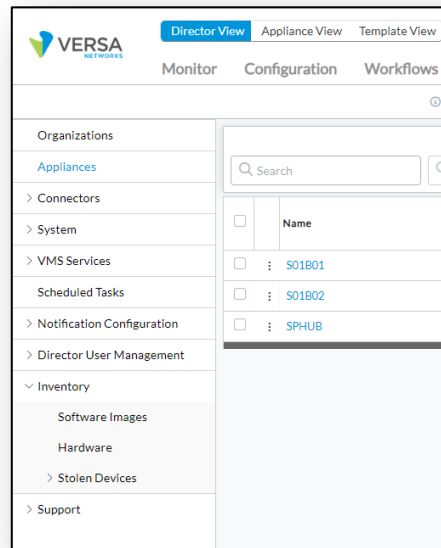 VERSA
NETWORKS
Director View Appliance View Template View
Monitor Configuration Workflows
Organizations
Appliances
Connectors
System
VMS Services
Scheduled Tasks
Notification Configuration
Director User Management
Inventory
Software Images
Hardware
Stolen Devices
Support
Search
Name
S01B01
S01B02
SPHUB